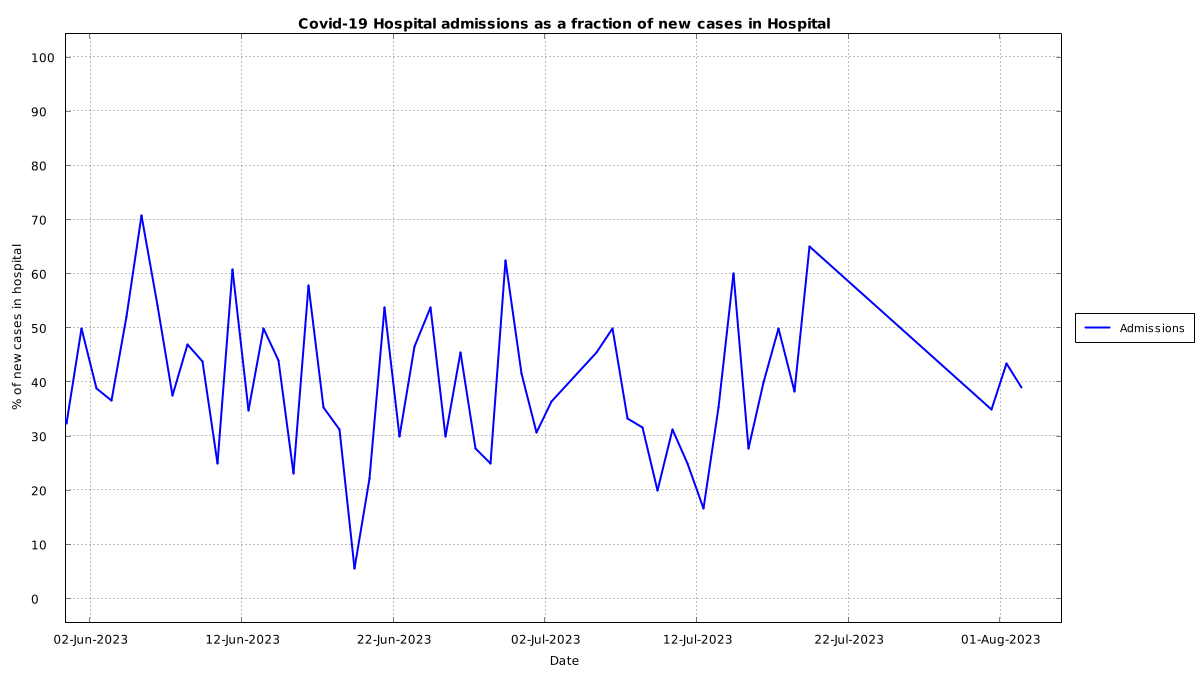 Covid-19 Hospital admissions as a fraction of new cases in Hospital
100
90
80
70
60
50
40
30
20
10
0
% of new cases in hospital
02-Jun-2023
12-Jun-2023
22-Jun-2023
02-Jul-2023
12-Jul-2023
22-Jul-2023
01-Aug-2023
Date
Admissions